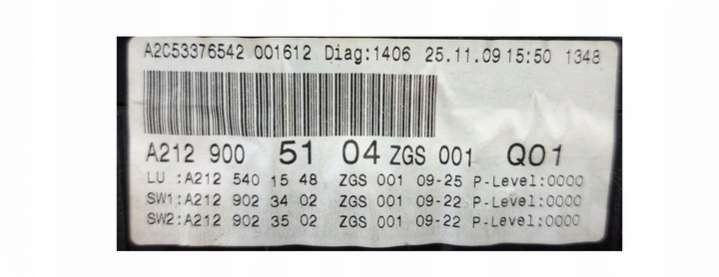 A2C53376542 001612 Diag:1406 25.11.09 15:50 1348
A212 900 51 04 ZGS 001 Q01
LU :A212 540 15 48 ZGS 001 09-25 P-Level:0000
SW1:A212 902 34 02 ZGS 001 09-22 P-Level:0000
SW2:A212 902 35 02 ZGS 001 09-22 P-Level:0000